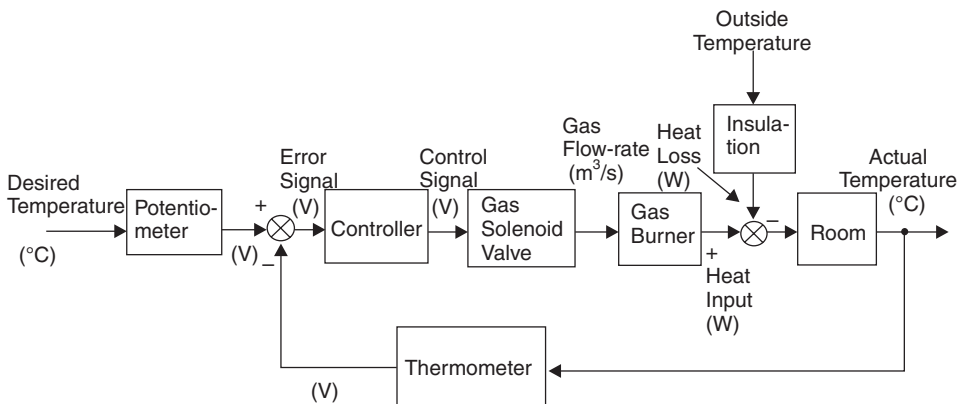 Outside
Temperature
Insula-
tion
Gas
Flow-rate
(m³/s)
Heat
Loss
(W)
Actual
Temperature
(°C)
Error
Signal
(V)
Control
Signal
(V)
Desired
Temperature
(°C)
Potentio-
meter
(V)
+
−
Controller
Gas
Solenoid
Valve
Gas
Burner
+
−
Heat
Input
(W)
Room
Thermometer
(V)